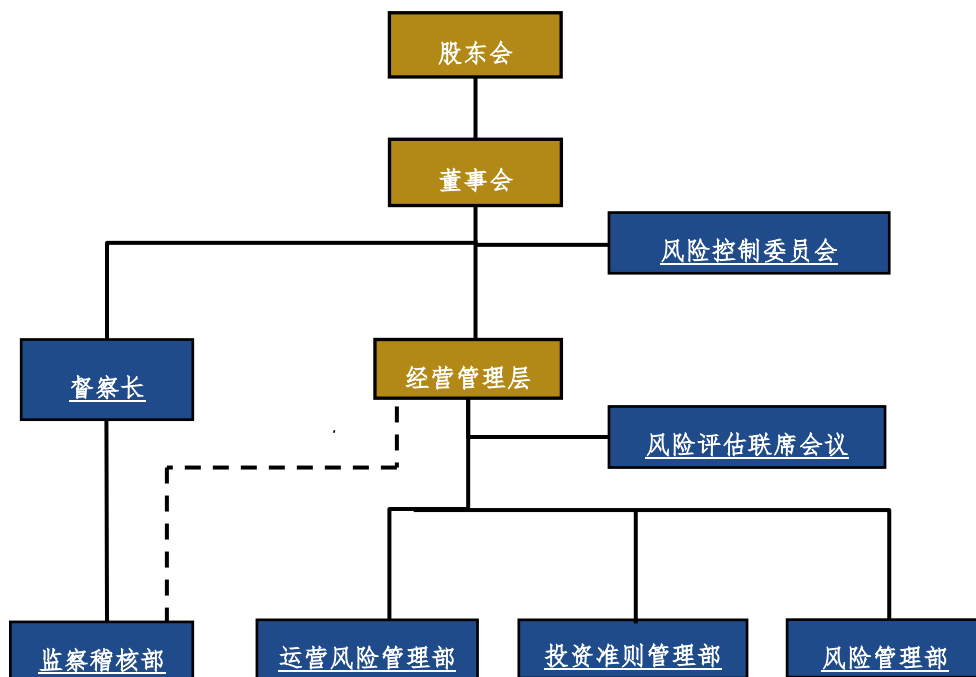 股东会
董事会
风险控制委员会
督察长
经营管理层
风险评估联席会议
监察稽核部
运营风险管理部
投资准则管理部
风险管理部